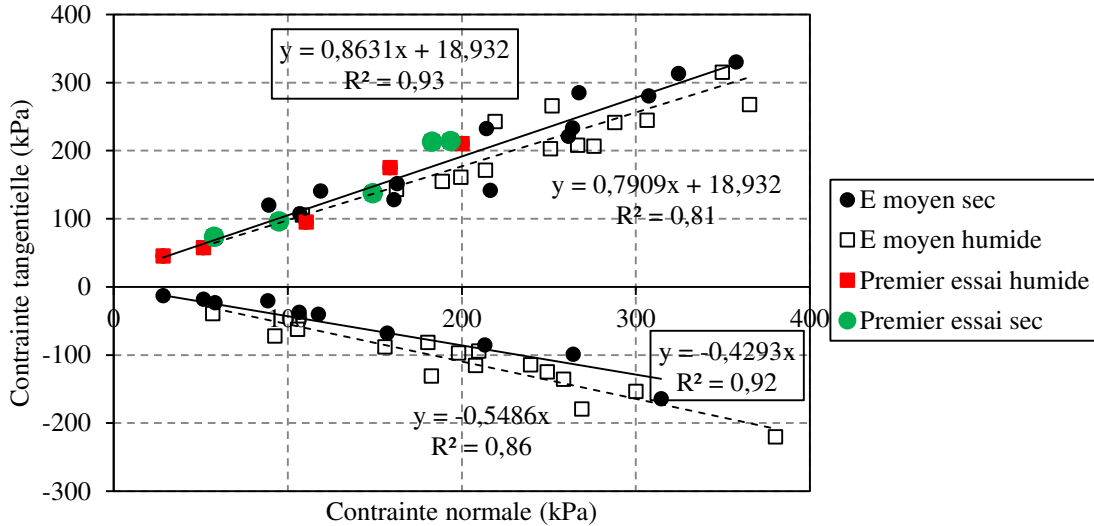 400
300
200
100
0
-100
-200
-300
Contrainte tangentielle (kPa)
y = 0,8631x + 18,932
R² = 0,93
y = 0,7909x + 18,932
R² = 0,81
0
100
200
300
400
y = -0,4293x
R² = 0,92
y = -0,5486x
R² = 0,86
Contrainte normale (kPa)
E moyen sec
E moyen humide
Premier essai humide
Premier essai sec